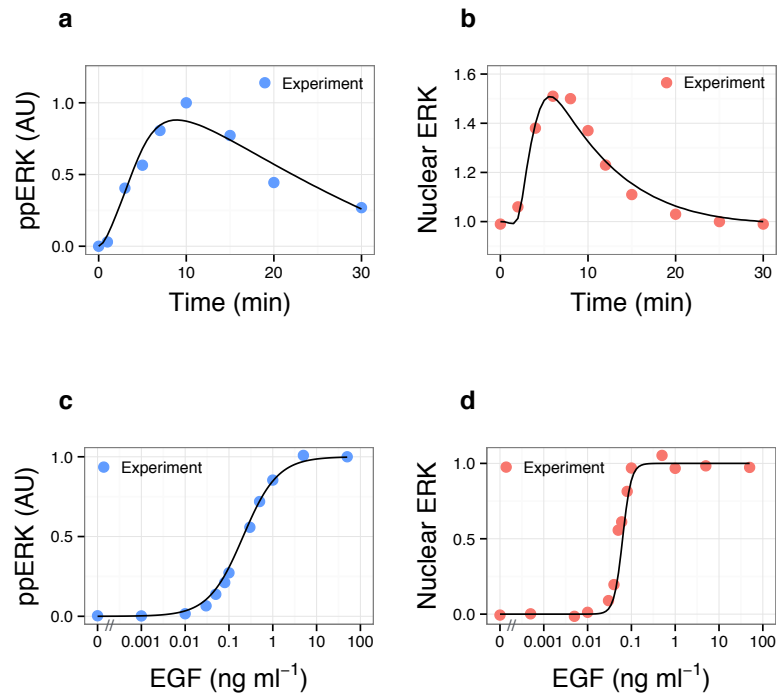 a
Experiment
ppERK (AU)
1.0
0.5
0.0
0 10 20 30
Time (min)
b
Experiment
Nuclear ERK
1.6
1.4
1.2
1.0
0 10 20 30
Time (min)
c
Experiment
ppERK (AU)
1.0
0.5
0.0
0 // 0.001 0.01 0.1 1 10 100
EGF (ng ml⁻¹)
d
Experiment
Nuclear ERK
1.0
0.5
0.0
0 // 0.001 0.01 0.1 1 10 100
EGF (ng ml⁻¹)